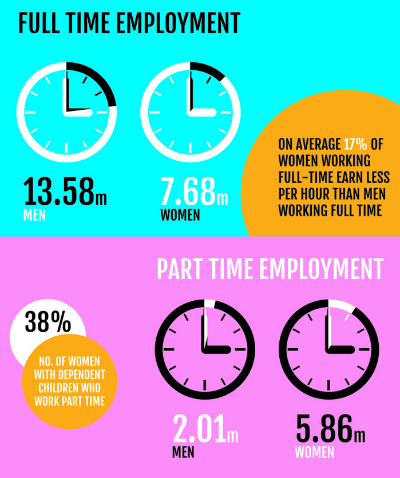 FULL TIME EMPLOYMENT
13.58m
MEN
7.68m
WOMEN
ON AVERAGE 17% OF
WOMEN WORKING
FULL-TIME EARN LESS
PER HOUR THAN MEN
WORKING FULL TIME
PART TIME EMPLOYMENT
38%
NO. OF WOMEN
WITH DEPENDENT
CHILDREN WHO
WORK PART TIME
2.01m
MEN
5.86m
WOMEN